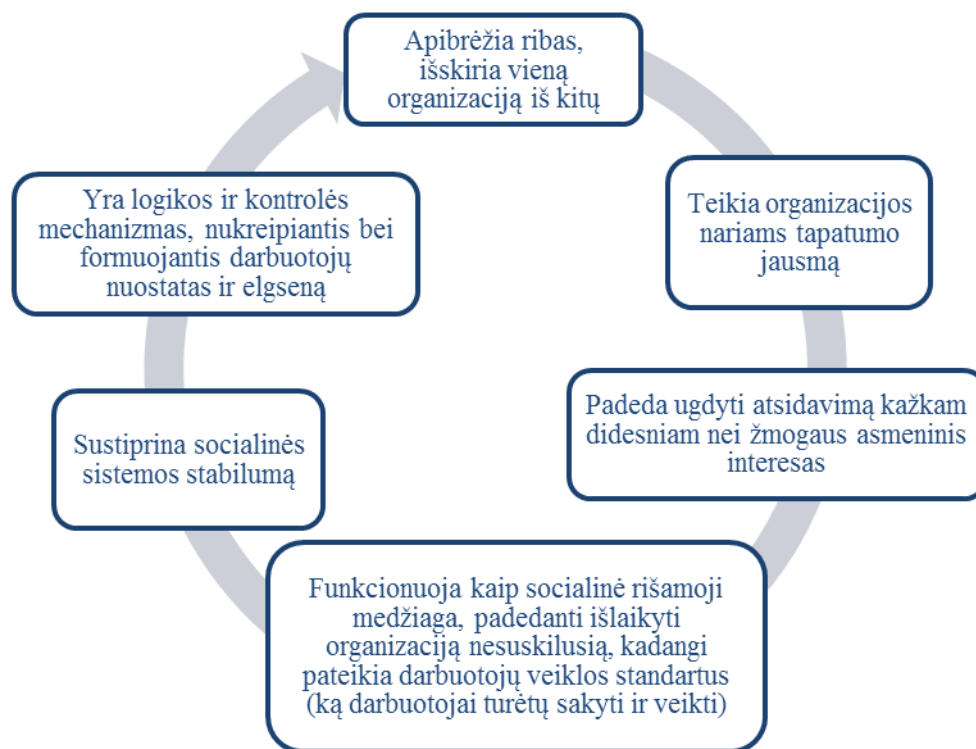 Apibrėžia ribas,
išskiria vieną
organizaciją iš kitų
Teikia organizacijos
nariams tapatumo
jausmą
Padeda ugdyti atsidavimą kažkam
didesniam nei žmogaus asmeninis
interesas
Funkcionuoja kaip socialinė rišamoji
medžiaga, padedanti išlaikyti
organizaciją nesuskilusią, kadangi
pateikia darbuotojų veiklos standartus
(ką darbuotojai turėtų sakyti ir veikti)
Sustiprina socialinės
sistemos stabilumą
Yra logikos ir kontrolės
mechanizmas, nukreipiantis bei
formuojantis darbuotojų
nuostatas ir elgseną